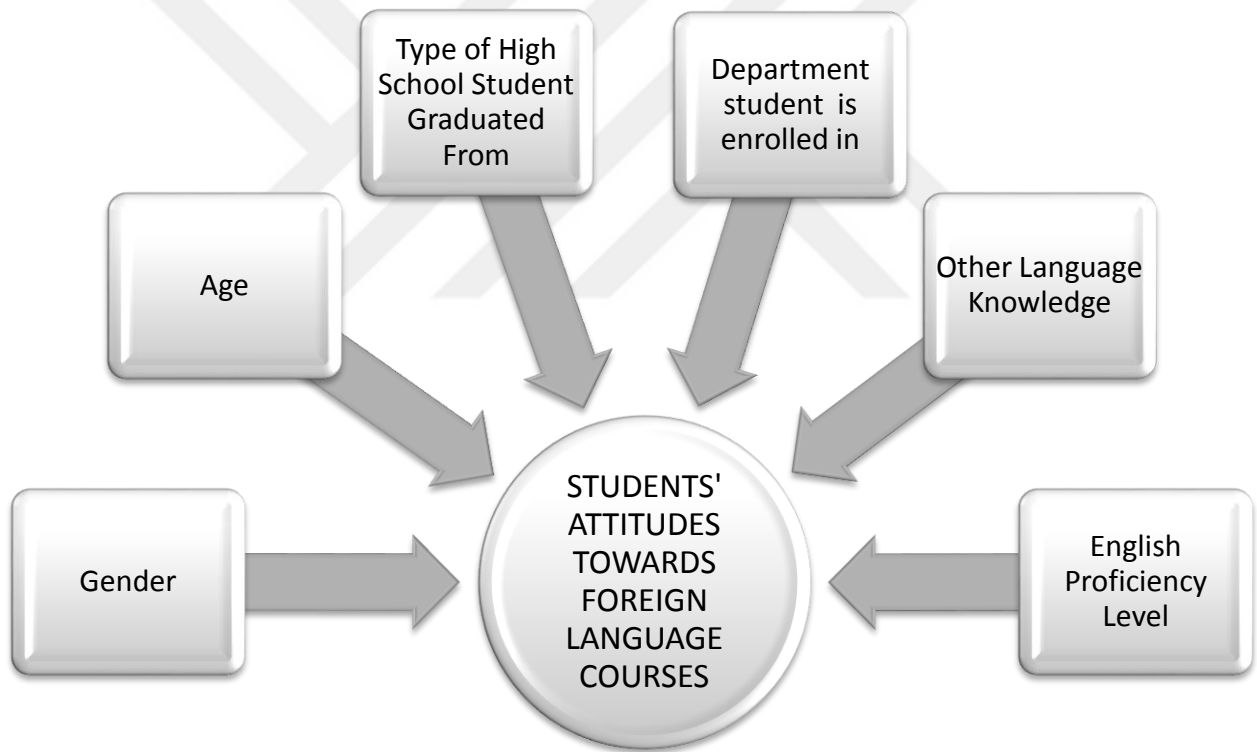 Type of High
School Student
Graduated
From
Department
student is
enrolled in
Age
Other Language
Knowledge
Gender
STUDENTS'
ATTITUDES
TOWARDS
FOREIGN
LANGUAGE
COURSES
English
Proficiency
Level